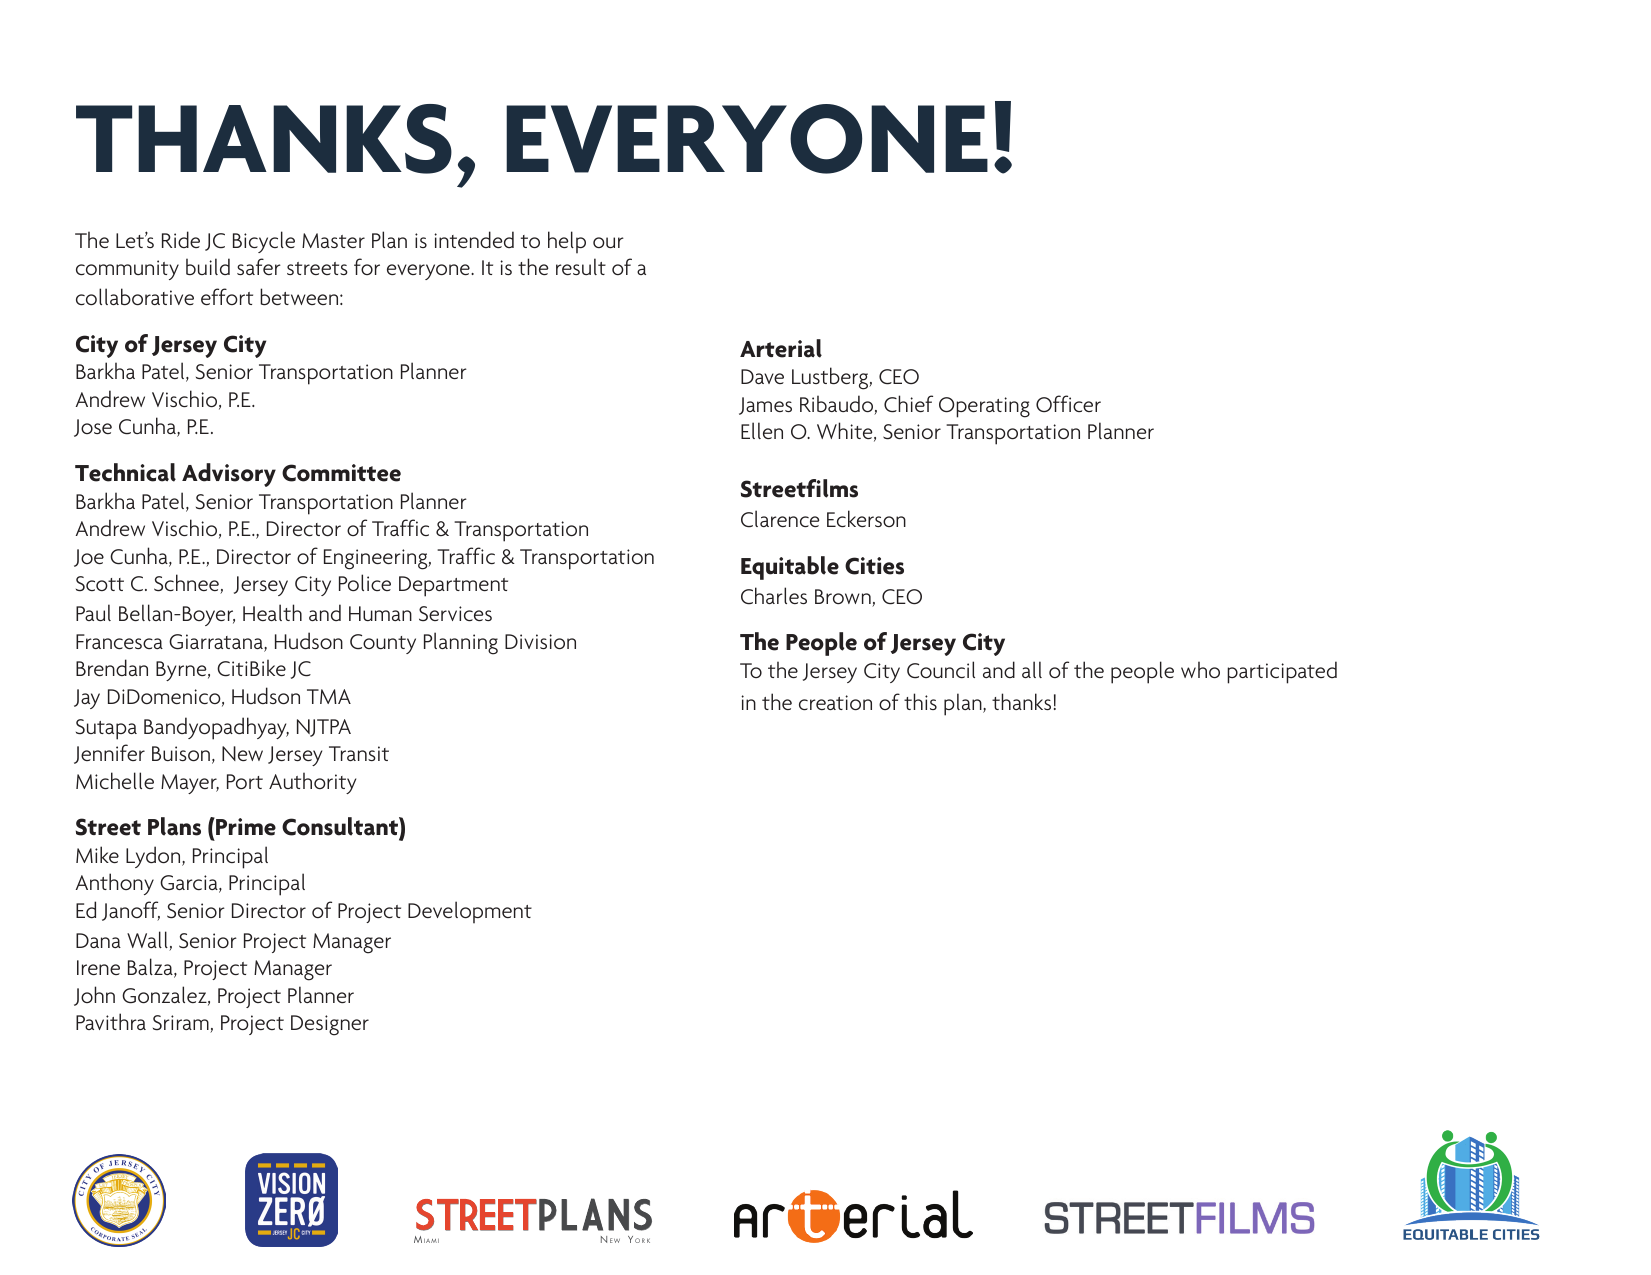 THANKS, EVERYONE!
The Let's Ride JC Bicycle Master Plan is intended to help our
community build safer streets for everyone. It is the result of a
collaborative effort between:
City of Jersey City
Barkha Patel, Senior Transportation Planner
Andrew Vischio, P.E.
Jose Cunha, P.E.
Technical Advisory Committee
Barkha Patel, Senior Transportation Planner
Andrew Vischio, P.E., Director of Traffic & Transportation
Joe Cunha, P.E., Director of Engineering, Traffic & Transportation
Scott C. Schnee,  Jersey City Police Department
Paul Bellan-Boyer, Health and Human Services
Francesca Giarratana, Hudson County Planning Division
Brendan Byrne, CitiBike JC
Jay DiDomenico, Hudson TMA
Sutapa Bandyopadhyay, NJTPA
Jennifer Buison, New Jersey Transit
Michelle Mayer, Port Authority
Street Plans (Prime Consultant)
Mike Lydon, Principal
Anthony Garcia, Principal
Ed Janoff, Senior Director of Project Development
Dana Wall, Senior Project Manager
Irene Balza, Project Manager
John Gonzalez, Project Planner
Pavithra Sriram, Project Designer
Arterial
Dave Lustberg, CEO
James Ribaudo, Chief Operating Officer
Ellen O. White, Senior Transportation Planner
Streetfilms
Clarence Eckerson
Equitable Cities
Charles Brown, CEO
The People of Jersey City
To the Jersey City Council and all of the people who participated
in the creation of this plan, thanks!
CITY OF JERSEY CITY
CORPORATE SEAL
VISION
ZERØ
JERSEY JC CITY
STREETPLANS
MIAMI NEW YORK
arterial
STREETFILMS
EQUITABLE CITIES